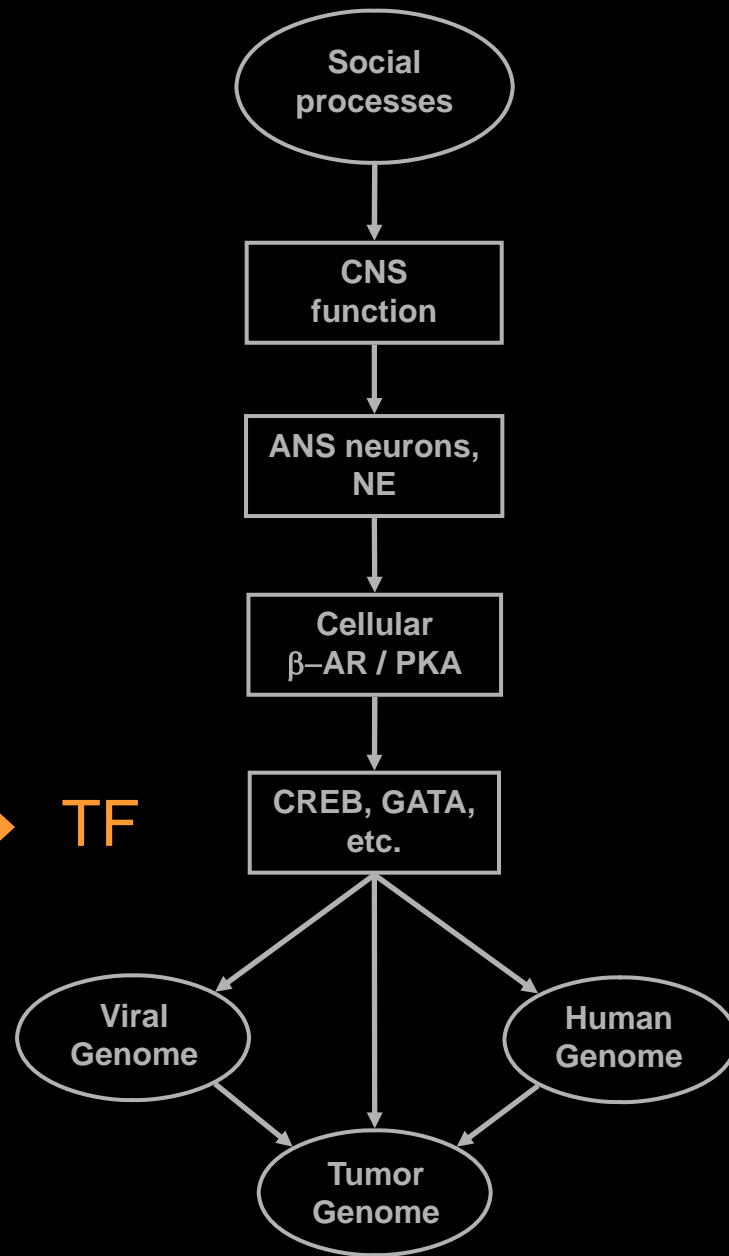 Social
processes
CNS
function
ANS neurons,
NE
Cellular
β–AR / PKA
TF
CREB, GATA,
etc.
Viral
Genome
Human
Genome
Tumor
Genome